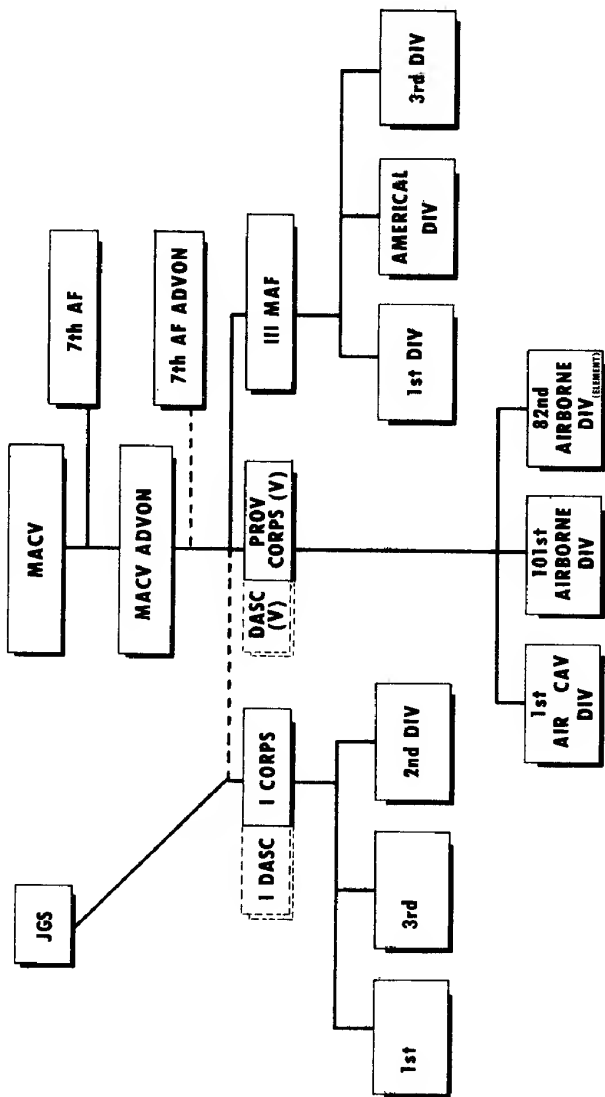 JGS
MACV
7th AF
MACV ADVON
7th AF ADVON
I DASC
I CORPS
DASC
(V)
PROV
CORPS (V)
III MAF
1st
3rd
2nd DIV
1st DIV
AMERICAL
DIV
3rd DIV
1st
AIR CAV
DIV
101st
AIRBORNE
DIV
82nd
AIRBORNE
DIV (ELEMENT)